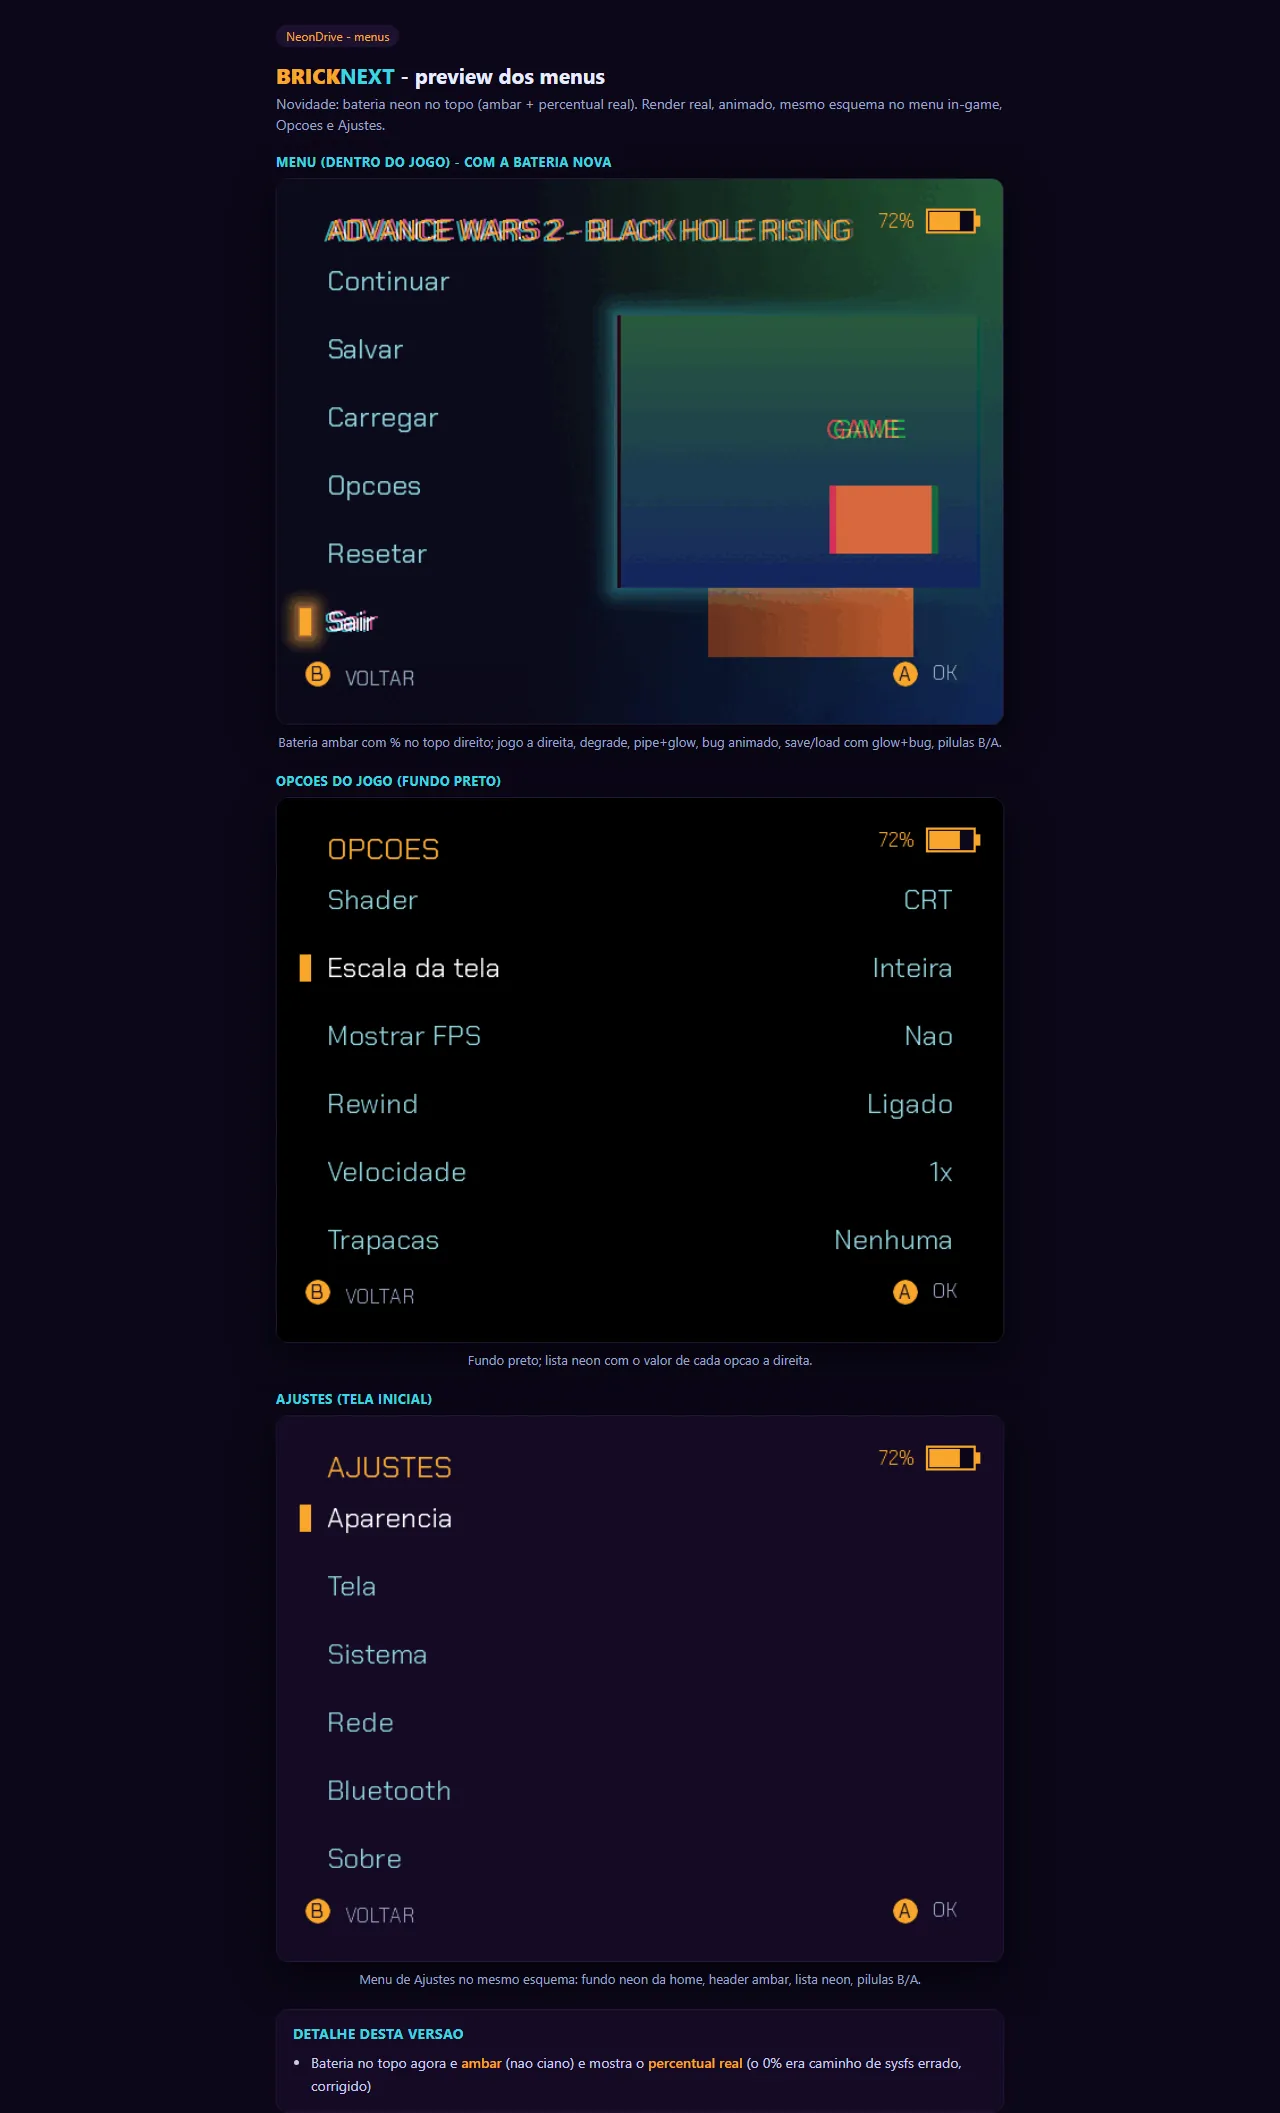 NeonDrive - menus
BRICKNEXT - preview dos menus
Novidade: bateria neon no topo (ambar + percentual real). Render real, animado, mesmo esquema no menu in-game,
Opcoes e Ajustes.
MENU (DENTRO DO JOGO) - COM A BATERIA NOVA
ADVANCE WARS 2 - BLACK HOLE RISING
72%
Continuar
Salvar
Carregar
GAME
Opcoes
Resetar
Sair
B VOLTAR
A OK
Bateria ambar com % no topo direito; jogo a direita, degrade, pipe+glow, bug animado, save/load com glow+bug, pilulas B/A.
OPCOES DO JOGO (FUNDO PRETO)
OPCOES
72%
Shader CRT
Escala da tela Inteira
Mostrar FPS Nao
Rewind Ligado
Velocidade 1x
Trapacas Nenhuma
B VOLTAR
A OK
Fundo preto; lista neon com o valor de cada opcao a direita.
AJUSTES (TELA INICIAL)
AJUSTES
72%
Aparencia
Tela
Sistema
Rede
Bluetooth
Sobre
B VOLTAR
A OK
Menu de Ajustes no mesmo esquema: fundo neon da home, header ambar, lista neon, pilulas B/A.
DETALHE DESTA VERSAO
• Bateria no topo agora e ambar (nao ciano) e mostra o percentual real (o 0% era caminho de sysfs errado,
corrigido)